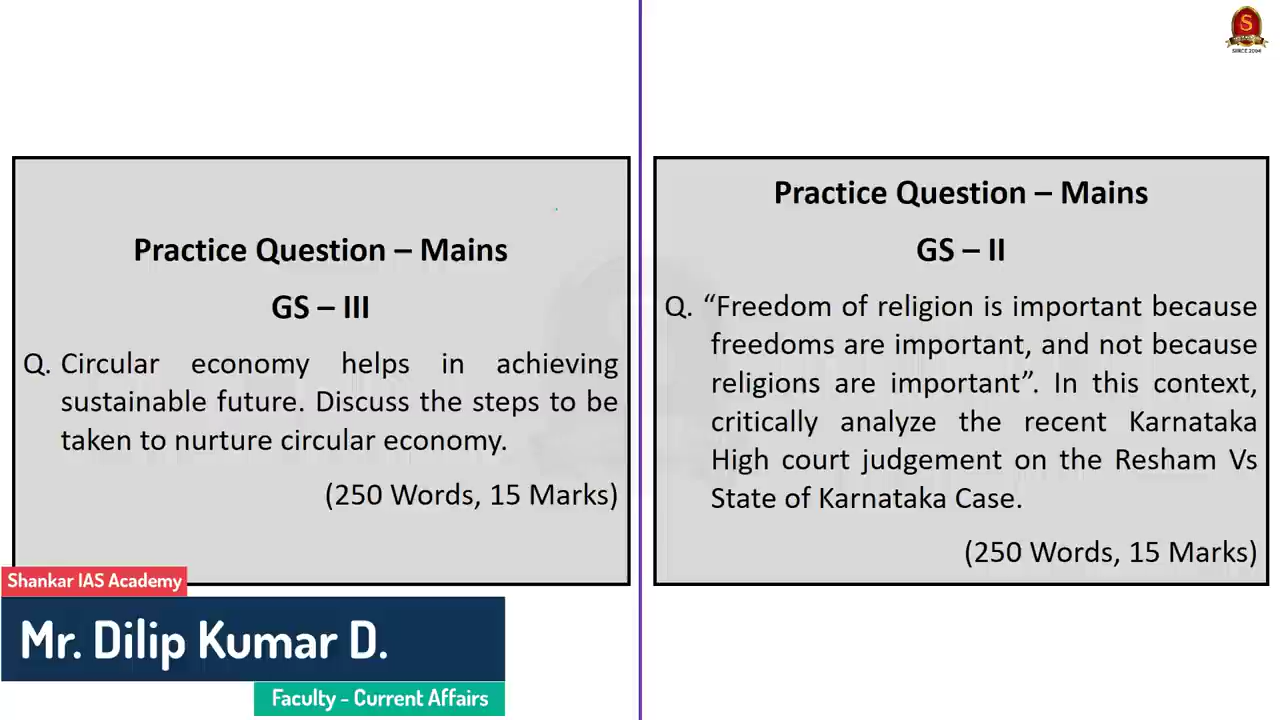 S
SINCE 2004
Practice Question – Mains
GS – III
Q. Circular economy helps in achieving
sustainable future. Discuss the steps to be
taken to nurture circular economy.
(250 Words, 15 Marks)
Practice Question – Mains
GS – II
Q. “Freedom of religion is important because
freedoms are important, and not because
religions are important”. In this context,
critically analyze the recent Karnataka
High court judgement on the Resham Vs
State of Karnataka Case.
(250 Words, 15 Marks)
Shankar IAS Academy
Mr. Dilip Kumar D.
Faculty - Current Affairs